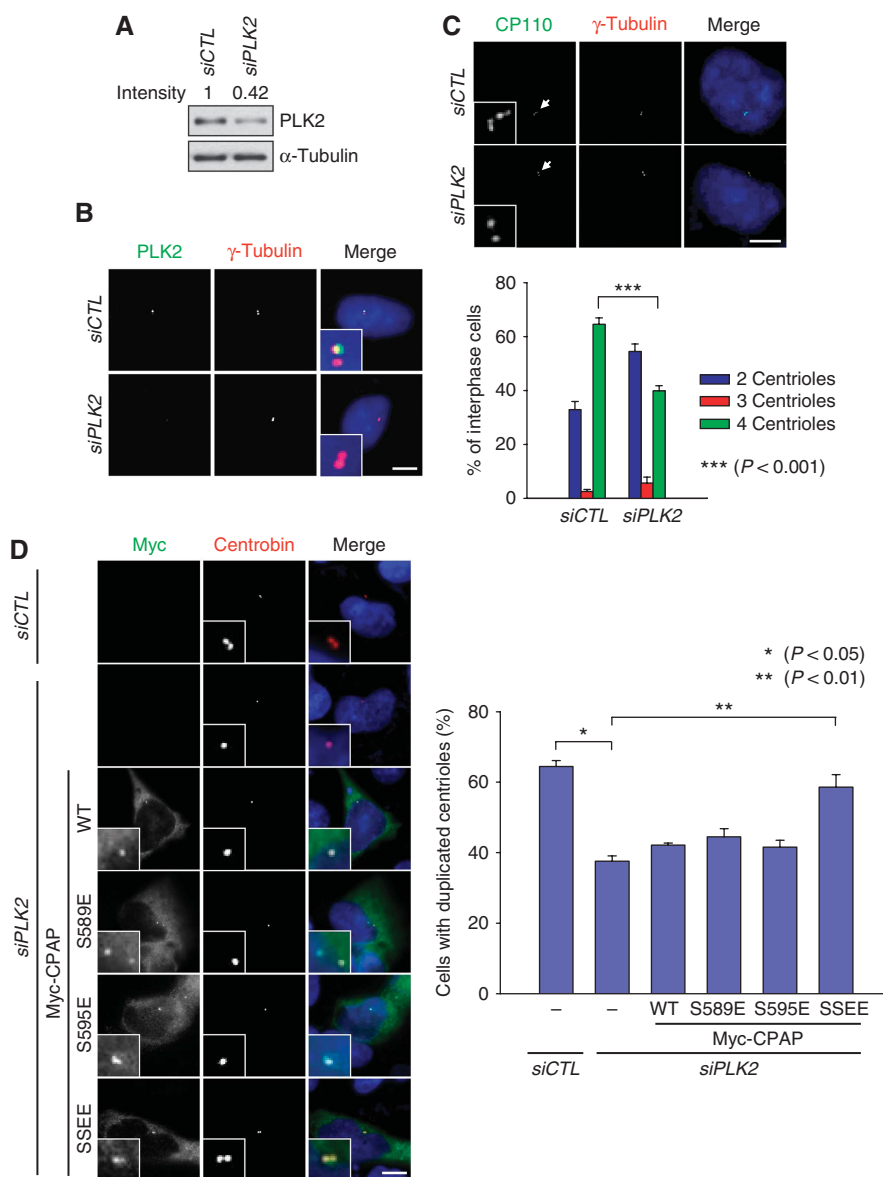 A
siCTL
siPLK2
Intensity 1 0.42
PLK2
α-Tubulin
B
PLK2 γ-Tubulin Merge
siCTL
siPLK2
C
CP110 γ-Tubulin Merge
siCTL
siPLK2
80
60
40
20
0
% of interphase cells
siCTL siPLK2
***
2 Centrioles
3 Centrioles
4 Centrioles
*** (P < 0.001)
D
Myc Centrobin Merge
siCTL
siPLK2
Myc-CPAP
WT
S589E
S595E
SSEE
* (P < 0.05)
** (P < 0.01)
80
60
40
20
0
Cells with duplicated centrioles (%)
*
**
– – WT S589E S595E SSEE
Myc-CPAP
siCTL siPLK2